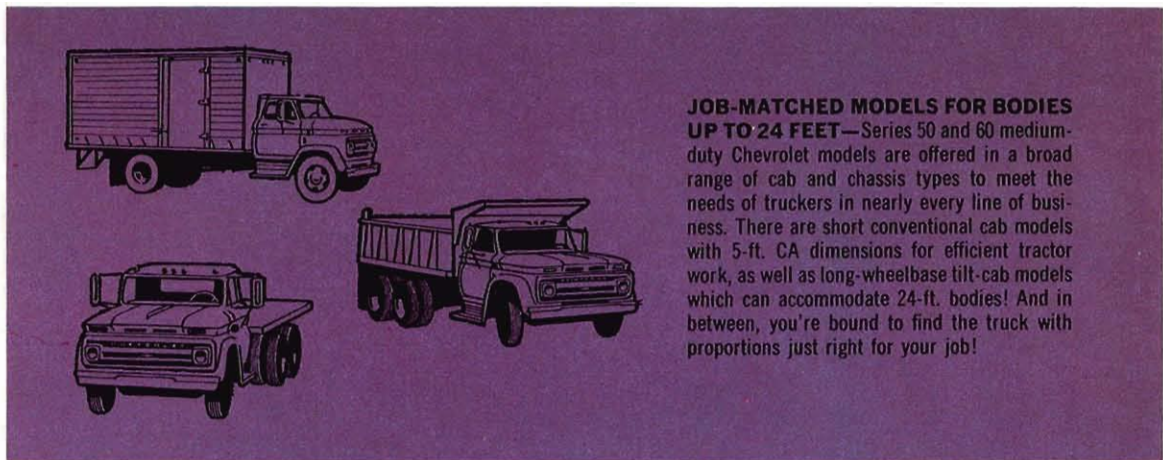 JOB-MATCHED MODELS FOR BODIES
UP TO 24 FEET—Series 50 and 60 medium-
duty Chevrolet models are offered in a broad
range of cab and chassis types to meet the
needs of truckers in nearly every line of busi-
ness. There are short conventional cab models
with 5-ft. CA dimensions for efficient tractor
work, as well as long-wheelbase tilt-cab models
which can accommodate 24-ft. bodies! And in
between, you're bound to find the truck with
proportions just right for your job!